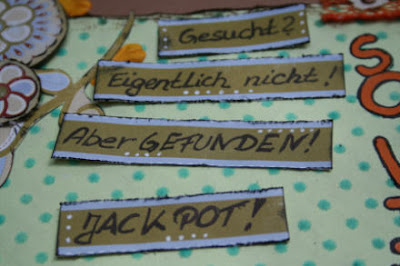 Gesucht?
Eigentlich nicht!
Aber GEFUNDEN!
JACKPOT!